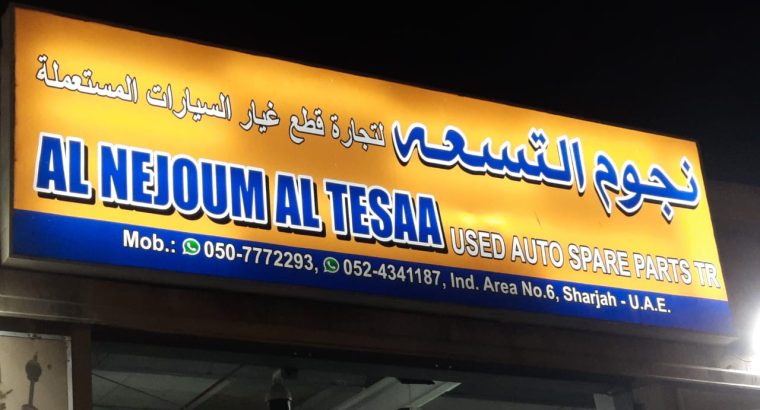 نجوم التسعه لتجارة قطع غيار السيارات المستعملة
AL NEJOUM AL TESAA USED AUTO SPARE PARTS TR
Mob.: 050-7772293, 052-4341187, Ind. Area No.6, Sharjah - U.A.E.